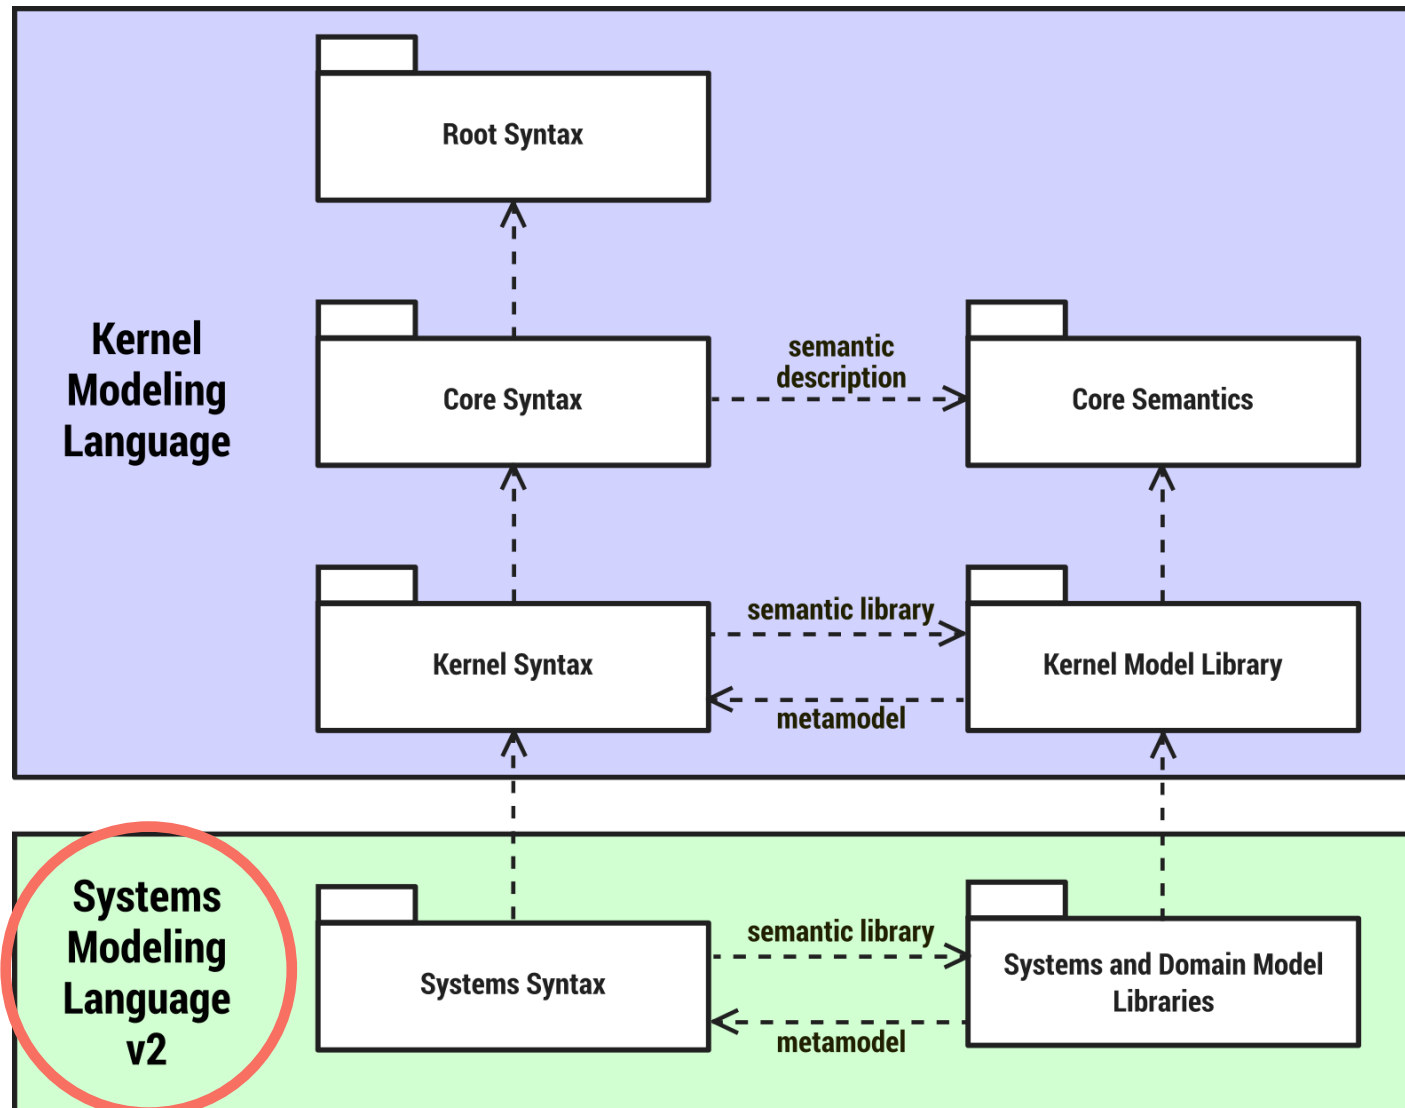 Root Syntax
Kernel
Modeling
Language
semantic
description
Core Syntax
Core Semantics
semantic library
Kernel Syntax
Kernel Model Library
metamodel
Systems
Modeling
Language
v2
semantic library
Systems Syntax
Systems and Domain Model
Libraries
metamodel